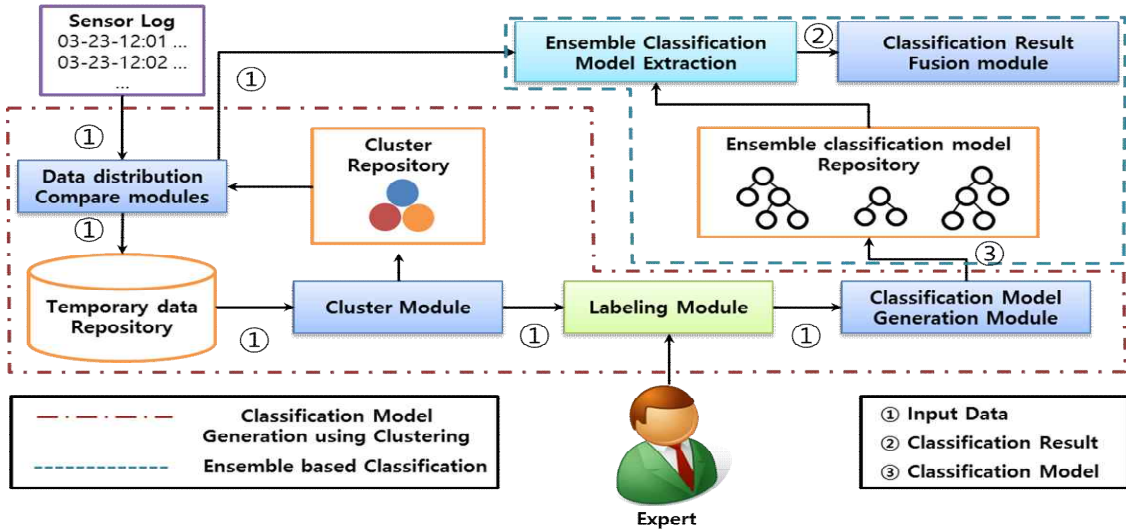 Sensor Log
03-23-12:01 ...
03-23-12:02 ...
...
①
①
Ensemble Classification
Model Extraction
②
Classification Result
Fusion module
Data distribution
Compare modules
①
Cluster
Repository
Ensemble classification model
Repository
③
Temporary data
Repository
①
Cluster Module
①
Labeling Module
①
Classification Model
Generation Module
Classification Model
Generation using Clustering
Ensemble based Classification
Expert
① Input Data
② Classification Result
③ Classification Model